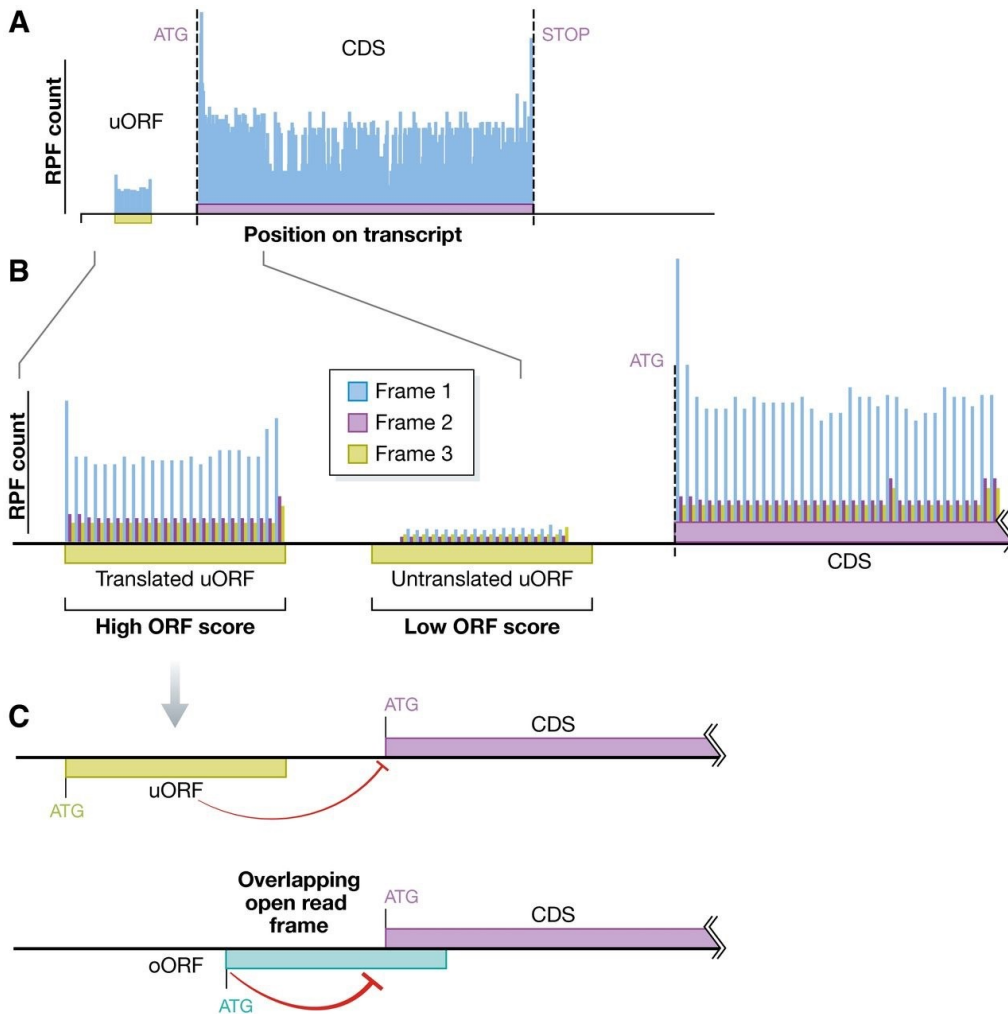 A
ATG
CDS
STOP
RPF count
uORF
Position on transcript
B
ATG
Frame 1
Frame 2
Frame 3
RPF count
CDS
Translated uORF
Untranslated uORF
High ORF score
Low ORF score
C
ATG
CDS
uORF
ATG
Overlapping
open read
frame
ATG
CDS
oORF
ATG